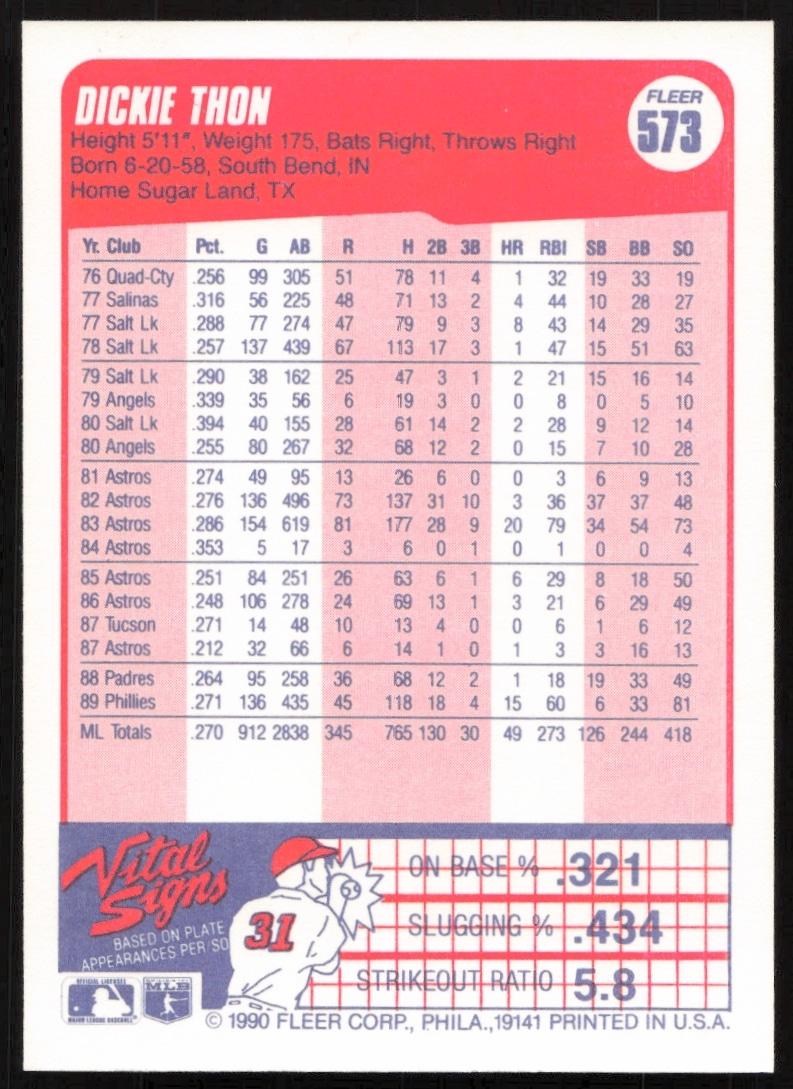 DICKIE THON
FLEER
573
Height 5'11", Weight 175, Bats Right, Throws Right
Born 6-20-58, South Bend, IN
Home Sugar Land, TX
Yr. Club Pct. G AB R H 2B 3B HR RBI SB BB SO
76 Quad-Cty .256 99 305 51 78 11 4 1 32 19 33 19
77 Salinas .316 56 225 48 71 13 2 4 44 10 28 27
77 Salt Lk .288 77 274 47 79 9 3 8 43 14 29 35
78 Salt Lk .257 137 439 67 113 17 3 1 47 15 51 63
79 Salt Lk .290 38 162 25 47 3 1 2 21 15 16 14
79 Angels .339 35 56 6 19 3 0 0 8 0 5 10
80 Salt Lk .394 40 155 28 61 14 2 2 28 9 12 14
80 Angels .255 80 267 32 68 12 2 0 15 7 10 28
81 Astros .274 49 95 13 26 6 0 0 3 6 9 13
82 Astros .276 136 496 73 137 31 10 3 36 37 37 48
83 Astros .286 154 619 81 177 28 9 20 79 34 54 73
84 Astros .353 5 17 3 6 0 1 0 1 0 0 4
85 Astros .251 84 251 26 63 6 1 6 29 8 18 50
86 Astros .248 106 278 24 69 13 1 3 21 6 29 49
87 Tucson .271 14 48 10 13 4 0 0 6 1 6 12
87 Astros .212 32 66 6 14 1 0 1 3 3 16 13
88 Padres .264 95 258 36 68 12 2 1 18 19 33 49
89 Phillies .271 136 435 45 118 18 4 15 60 6 33 81
ML Totals .270 912 2838 345 765 130 30 49 273 126 244 418
Vital
Signs
BASED ON PLATE
APPEARANCES PER/SO
31
ON BASE % .321
SLUGGING % .434
STRIKEOUT RATIO 5.8
OFFICIAL LICENSEE
MAJOR LEAGUE BASEBALL
MLB
© 1990 FLEER CORP., PHILA.,19141 PRINTED IN U.S.A.